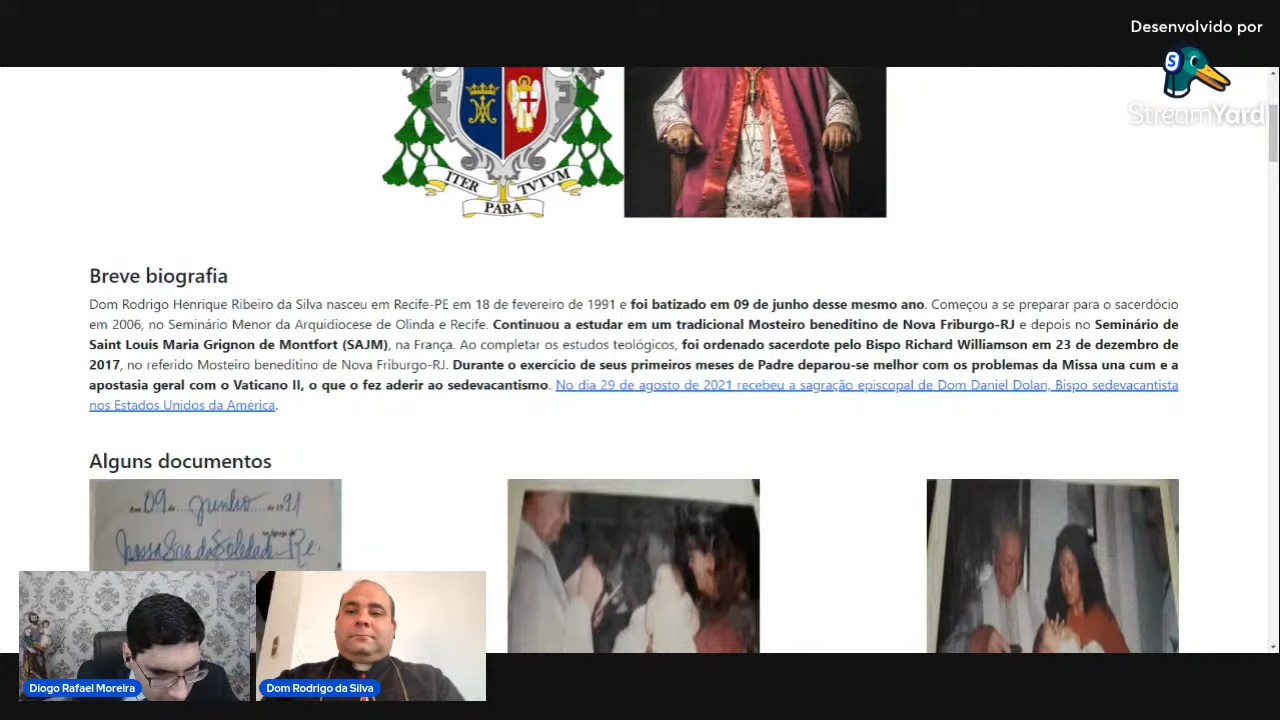 Desenvolvido por
S
StreamYard
ITER
PARA
TVTVM
Breve biografia
Dom Rodrigo Henrique Ribeiro da Silva nasceu em Recife-PE em 18 de fevereiro de 1991 e foi batizado em 09 de junho desse mesmo ano. Começou a se preparar para o sacerdócio
em 2006, no Seminário Menor da Arquidiocese de Olinda e Recife. Continuou a estudar em um tradicional Mosteiro beneditino de Nova Friburgo-RJ e depois no Seminário de
Saint Louis Maria Grignon de Montfort (SAJM), na França. Ao completar os estudos teológicos, foi ordenado sacerdote pelo Bispo Richard Williamson em 23 de dezembro de
2017, no referido Mosteiro beneditino de Nova Friburgo-RJ. Durante o exercício de seus primeiros meses de Padre deparou-se melhor com os problemas da Missa una cum e a
apostasia geral com o Vaticano II, o que o fez aderir ao sedevacantismo. No dia 29 de agosto de 2021 recebeu a sagração episcopal de Dom Daniel Dolan, Bispo sedevacantista
nos Estados Unidos da América.
Alguns documentos
09 de junho de 1991
Nossa Sra da Soledade - Re.
Diogo Rafael Moreira
Dom Rodrigo da Silva